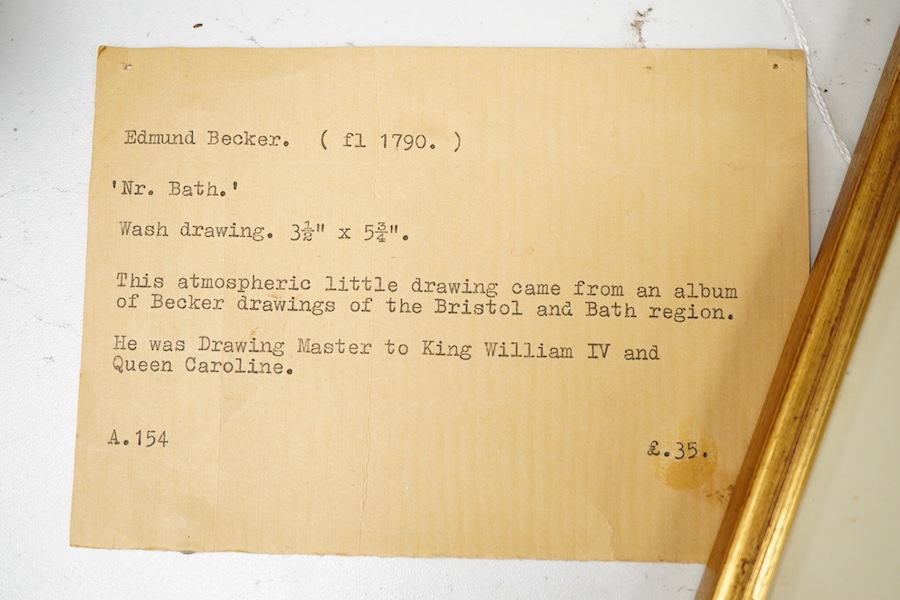 Edmund Becker. ( fl 1790. )
'Nr. Bath.'
Wash drawing. 3½" x 5¾".
This atmospheric little drawing came from an album
of Becker drawings of the Bristol and Bath region.
He was Drawing Master to King William IV and
Queen Caroline.
A.154
£.35.